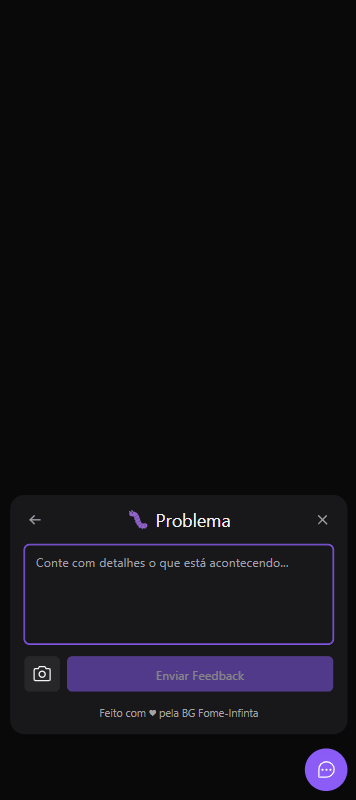 Problema
Conte com detalhes o que está acontecendo...
Enviar Feedback
Feito com ♥ pela BG Fome-Infinta